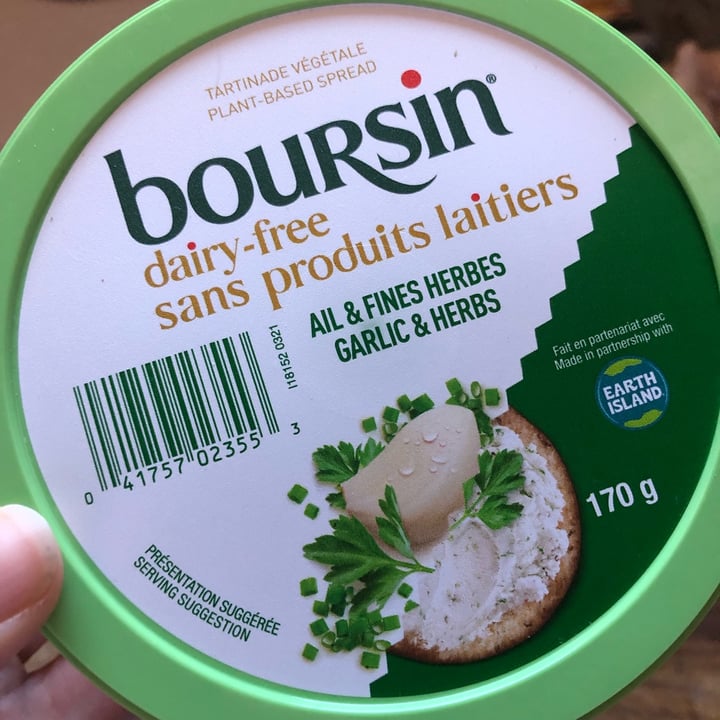 TARTINADE VÉGÉTALE
PLANT-BASED SPREAD
boursin®
dairy-free
sans produits laitiers
AIL & FINES HERBES
GARLIC & HERBS
I18152 0321
0 41757 02355 3
Fait en partenariat avec
Made in partnership with
EARTH
ISLAND
170 g
PRÉSENTATION SUGGÉRÉE
SERVING SUGGESTION